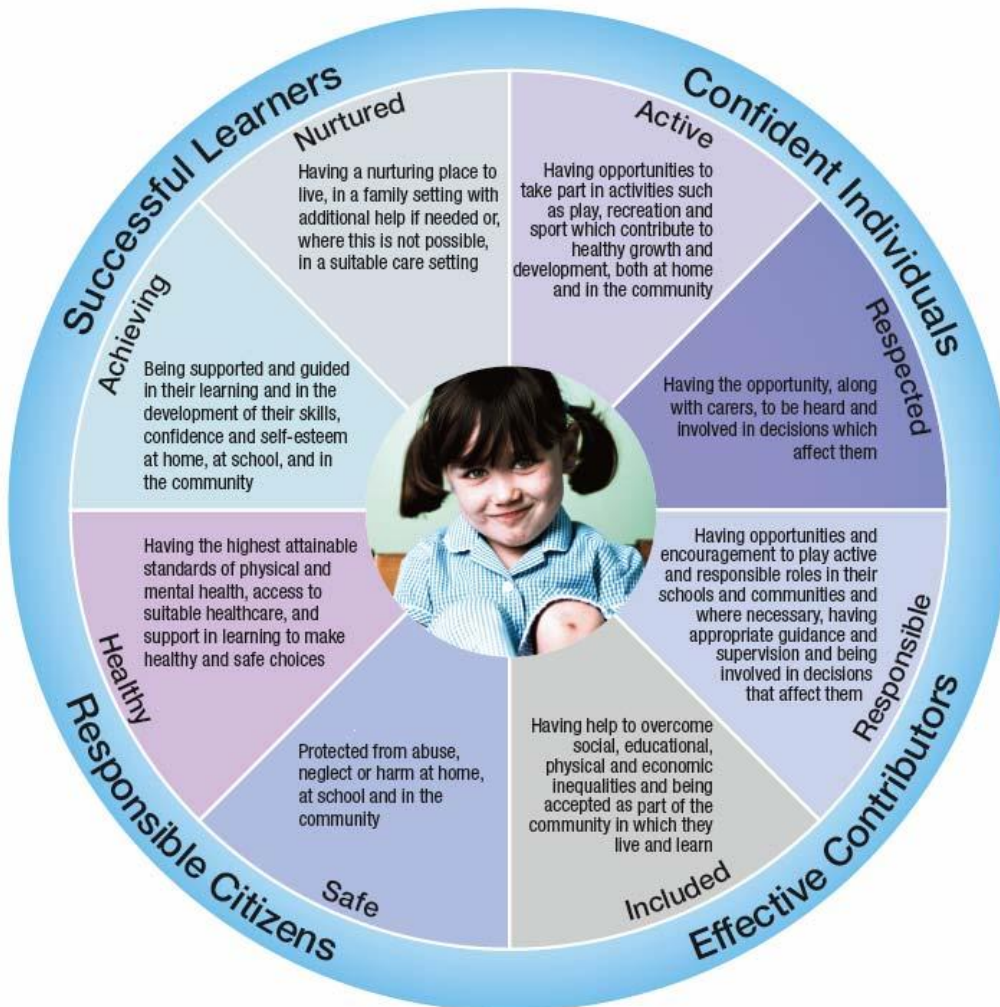 Successful Learners
Confident Individuals
Nurtured
Having a nurturing place to
live, in a family setting with
additional help if needed or,
where this is not possible,
in a suitable care setting
Active
Having opportunities to
take part in activities such
as play, recreation and
sport which contribute to
healthy growth and
development, both at home
and in the community
Achieving
Being supported and guided
in their learning and in the
development of their skills,
confidence and self-esteem
at home, at school, and in
the community
Respected
Having the opportunity, along
with carers, to be heard and
involved in decisions which
affect them
Healthy
Having the highest attainable
standards of physical and
mental health, access to
suitable healthcare, and
support in learning to make
healthy and safe choices
Responsible
Having opportunities and
encouragement to play active
and responsible roles in their
schools and communities and
where necessary, having
appropriate guidance and
supervision and being
involved in decisions
that affect them
Safe
Protected from abuse,
neglect or harm at home,
at school and in the
community
Included
Having help to overcome
social, educational,
physical and economic
inequalities and being
accepted as part of the
community in which they
live and learn
Responsible Citizens
Effective Contributors